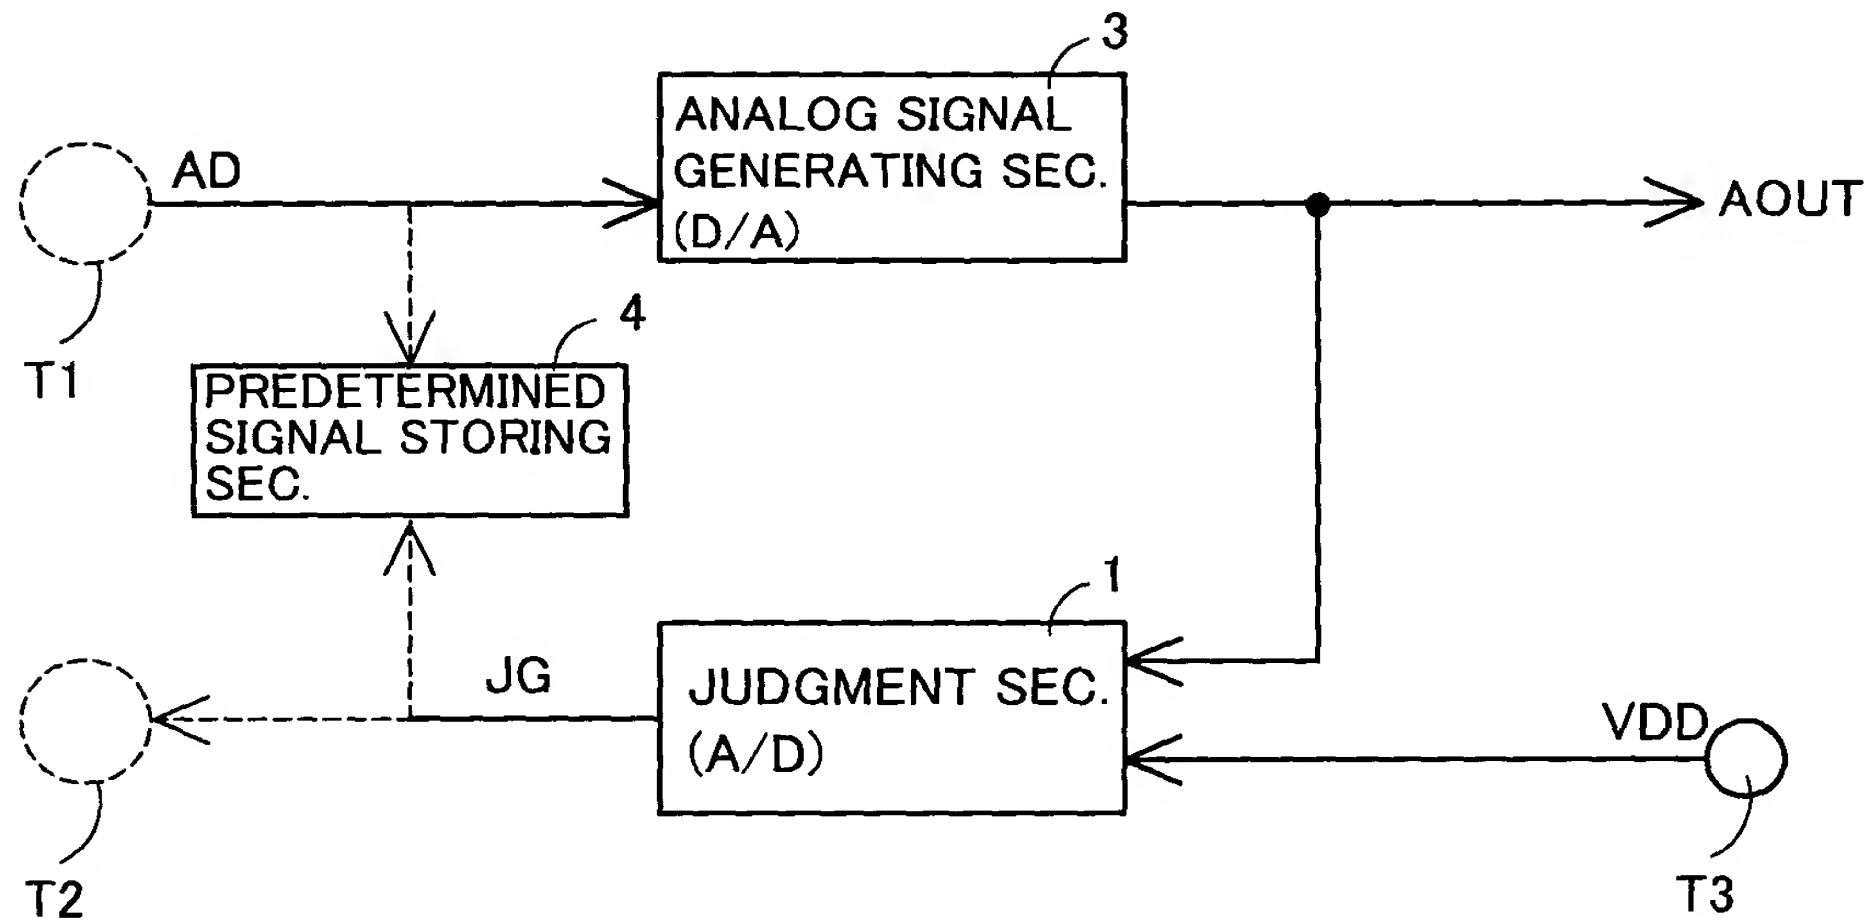 3
ANALOG SIGNAL
GENERATING SEC.
(D/A)
AD
AOUT
T1
4
PREDETERMINED
SIGNAL STORING
SEC.
1
JUDGMENT SEC.
(A/D)
JG
VDD
T2
T3